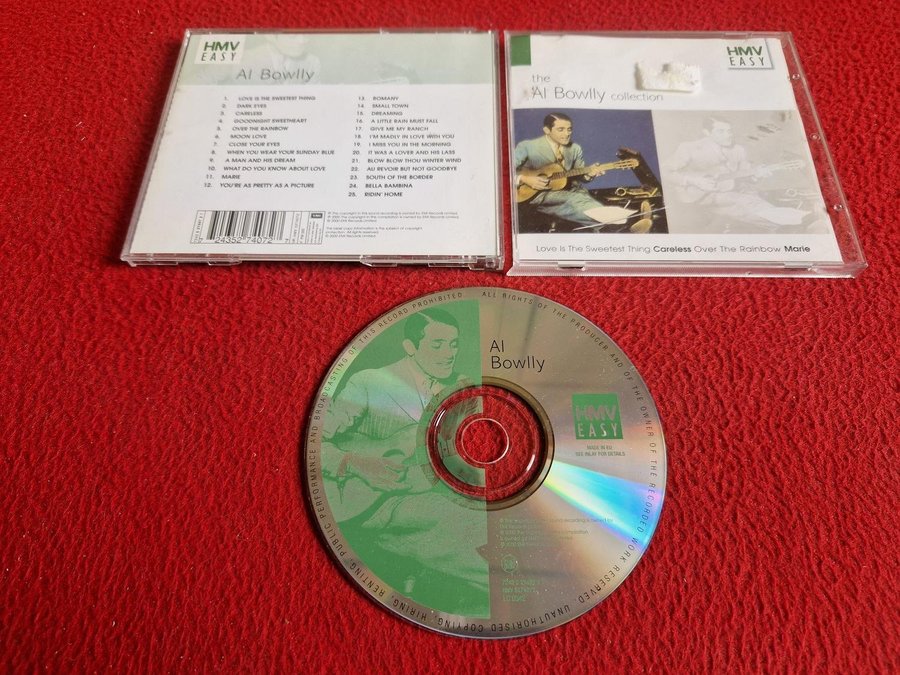 HMV
EASY
Al Bowlly
1. LOVE IS THE SWEETEST THING
2. DARK EYES
3. CARELESS
4. GOODNIGHT SWEETHEART
5. OVER THE RAINBOW
6. MOON LOVE
7. CLOSE YOUR EYES
8. WHEN YOU WEAR YOUR SUNDAY BLUE
9. A MAN AND HIS DREAM
10. WHAT DO YOU KNOW ABOUT LOVE
11. MARIE
12. YOU'RE AS PRETTY AS A PICTURE
13. ROMANY
14. SMALL TOWN
15. DREAMING
16. A LITTLE RAIN MUST FALL
17. GIVE ME MY RANCH
18. I'M MADLY IN LOVE WITH YOU
19. I MISS YOU IN THE MORNING
20. IT WAS A LOVER AND HIS LASS
21. BLOW BLOW THOU WINTER WIND
22. AU REVOIR BUT NOT GOODBYE
23. SOUTH OF THE BORDER
24. BELLA BAMBINA
25. RIDIN' HOME
24352 74072
EMI
HMV
EASY
the
Al Bowlly collection
Love Is The Sweetest Thing Careless Over The Rainbow Marie
PUBLIC PERFORMANCE AND BROADCASTING OF THIS RECORD PROHIBITED. ALL RIGHTS OF THE PRODUCER AND OF THE OWNER OF THE RECORDED WORK RESERVED. UNAUTHORISED COPYING, HIRING, RENTING,
Al
Bowlly
HMV
EASY
MADE IN EU
SEE INLAY FOR DETAILS